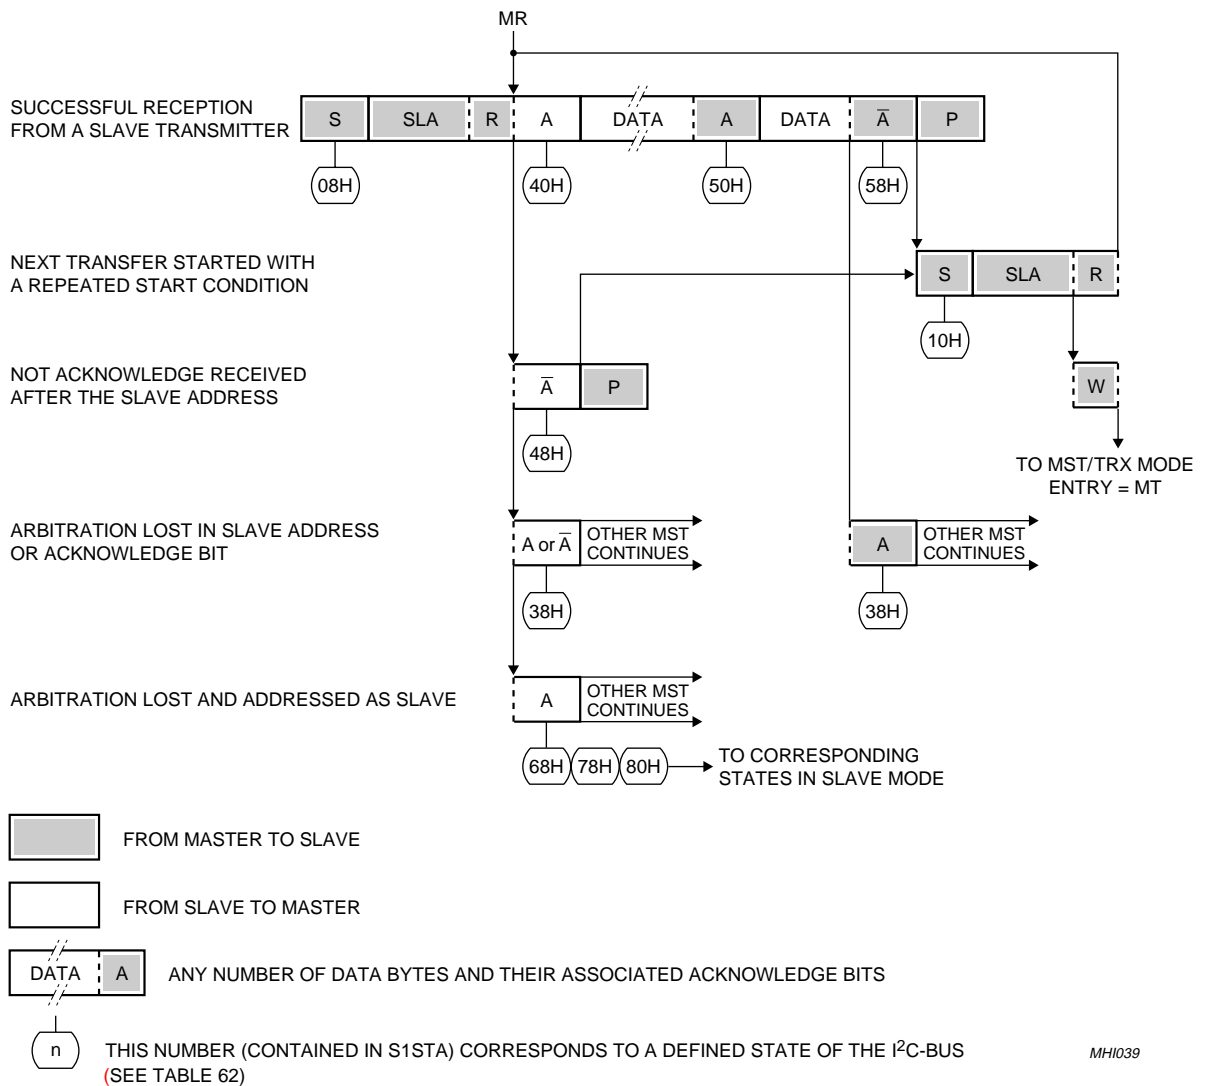 MR
SUCCESSFUL RECEPTION
FROM A SLAVE TRANSMITTER
S SLA R A DATA A DATA A̅ P
08H 40H 50H 58H
NEXT TRANSFER STARTED WITH
A REPEATED START CONDITION
S SLA R
10H
NOT ACKNOWLEDGE RECEIVED
AFTER THE SLAVE ADDRESS
A̅ P
W
48H
TO MST/TRX MODE
ENTRY = MT
ARBITRATION LOST IN SLAVE ADDRESS
OR ACKNOWLEDGE BIT
A or A̅
OTHER MST
CONTINUES
A
OTHER MST
CONTINUES
38H 38H
ARBITRATION LOST AND ADDRESSED AS SLAVE
A
OTHER MST
CONTINUES
68H 78H 80H
TO CORRESPONDING
STATES IN SLAVE MODE
FROM MASTER TO SLAVE
FROM SLAVE TO MASTER
DATA A ANY NUMBER OF DATA BYTES AND THEIR ASSOCIATED ACKNOWLEDGE BITS
n THIS NUMBER (CONTAINED IN S1STA) CORRESPONDS TO A DEFINED STATE OF THE I²C-BUS
(SEE TABLE 62)
MHI039